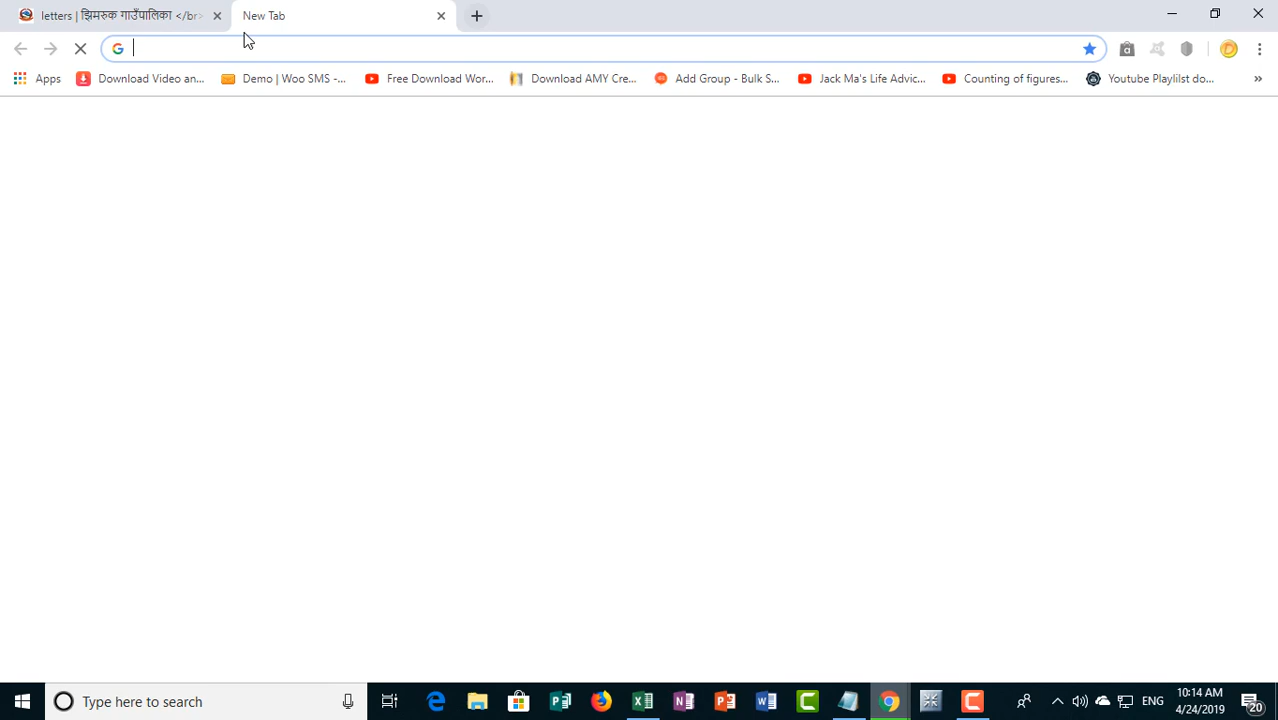 letters | झिमरुक गाउँपालिका </br>
New Tab
Apps
Download Video an...
Demo | Woo SMS -...
Free Download Wor...
Download AMY Cre...
Add Group - Bulk S...
Jack Ma's Life Advic...
Counting of figures...
Youtube Playlilst do...
Type here to search
ENG
10:14 AM
4/24/2019
20